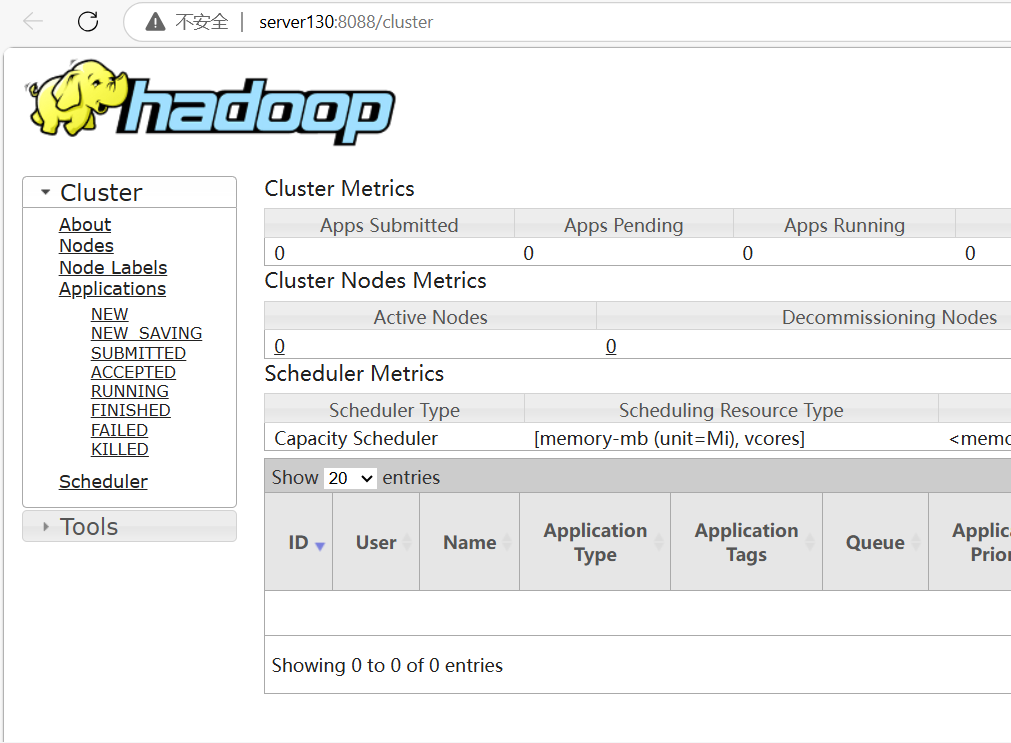 不安全 | server130:8088/cluster
hadoop
Cluster
About
Nodes
Node Labels
Applications
NEW
NEW_SAVING
SUBMITTED
ACCEPTED
RUNNING
FINISHED
FAILED
KILLED
Scheduler
Tools
Cluster Metrics
Apps Submitted Apps Pending Apps Running
0 0 0 0
Cluster Nodes Metrics
Active Nodes Decommissioning Nodes
0 0
Scheduler Metrics
Scheduler Type Scheduling Resource Type
Capacity Scheduler [memory-mb (unit=Mi), vcores] <memo
Show 20 entries
ID User Name Application Type Application Tags Queue Applic Prior
Showing 0 to 0 of 0 entries